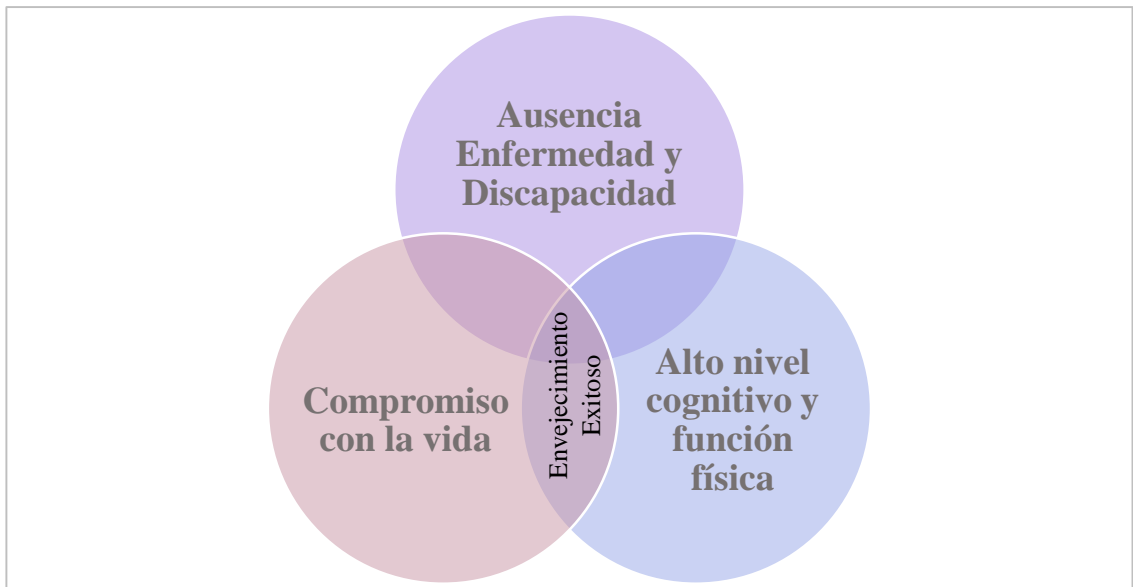 Ausencia
Enfermedad y
Discapacidad
Compromiso
con la vida
Envejecimiento
Exitoso
Alto nivel
cognitivo y
función
física